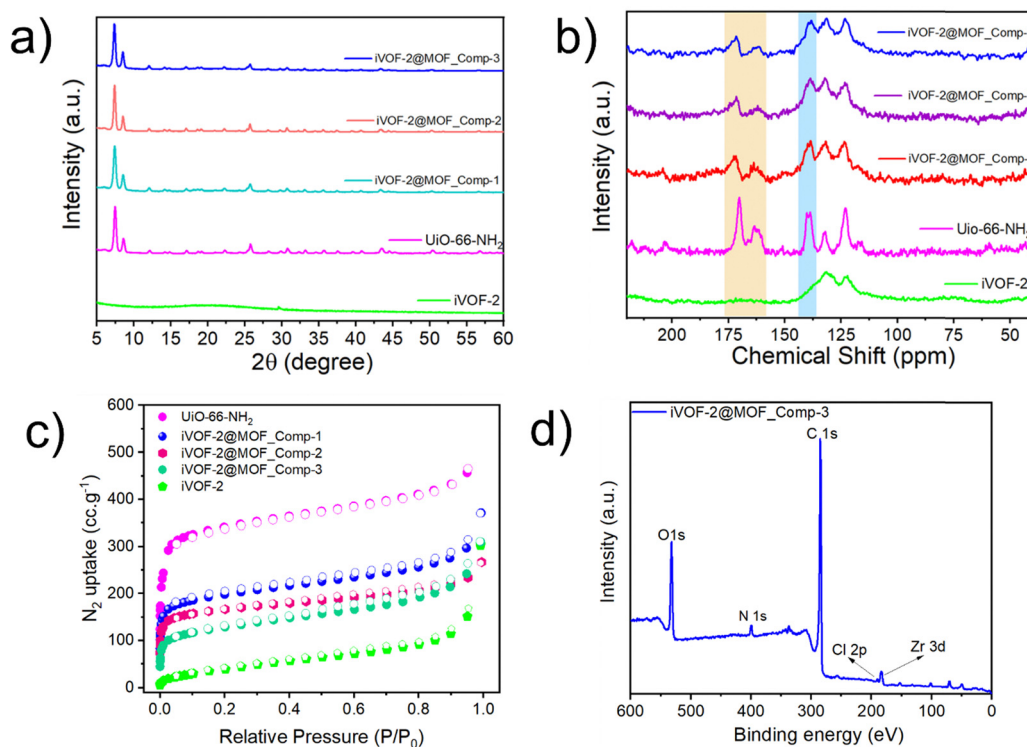 a)
iVOF-2@MOF_Comp-3
iVOF-2@MOF_Comp-2
iVOF-2@MOF_Comp-1
UiO-66-NH2
iVOF-2
Intensity (a.u.)
5 10 15 20 25 30 35 40 45 50 55 60
2θ (degree)
b)
iVOF-2@MOF_Comp-
iVOF-2@MOF_Comp-
iVOF-2@MOF_Comp-
Uio-66-NH2
iVOF-2
Intensity (a.u.)
200 175 150 125 100 75 50
Chemical Shift (ppm)
c)
UiO-66-NH2
iVOF-2@MOF_Comp-1
iVOF-2@MOF_Comp-2
iVOF-2@MOF_Comp-3
iVOF-2
N2 uptake (cc.g-1)
600
500
400
300
200
100
0
0.0 0.2 0.4 0.6 0.8 1.0
Relative Pressure (P/P0)
d)
iVOF-2@MOF_Comp-3
C 1s
O1s
N 1s
Cl 2p
Zr 3d
Intensity (a.u.)
600 500 400 300 200 100 0
Binding energy (eV)